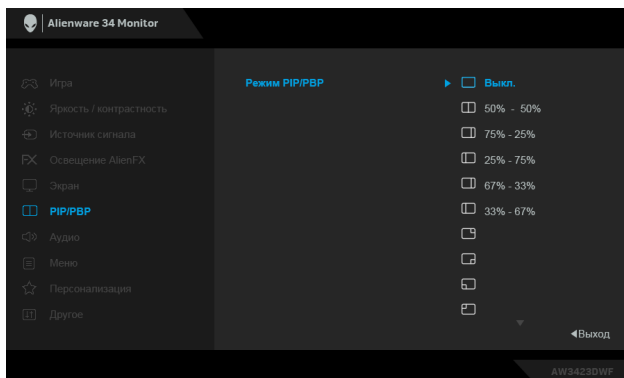 Alienware 34 Monitor
Игра
Яркость / контрастность
Источник сигнала
FX Освещение AlienFX
Экран
PIP/PBP
Аудио
Меню
Персонализация
Другое
Режим PIP/PBP
Выкл.
50% - 50%
75% - 25%
25% - 75%
67% - 33%
33% - 67%
Выход
AW3423DWF